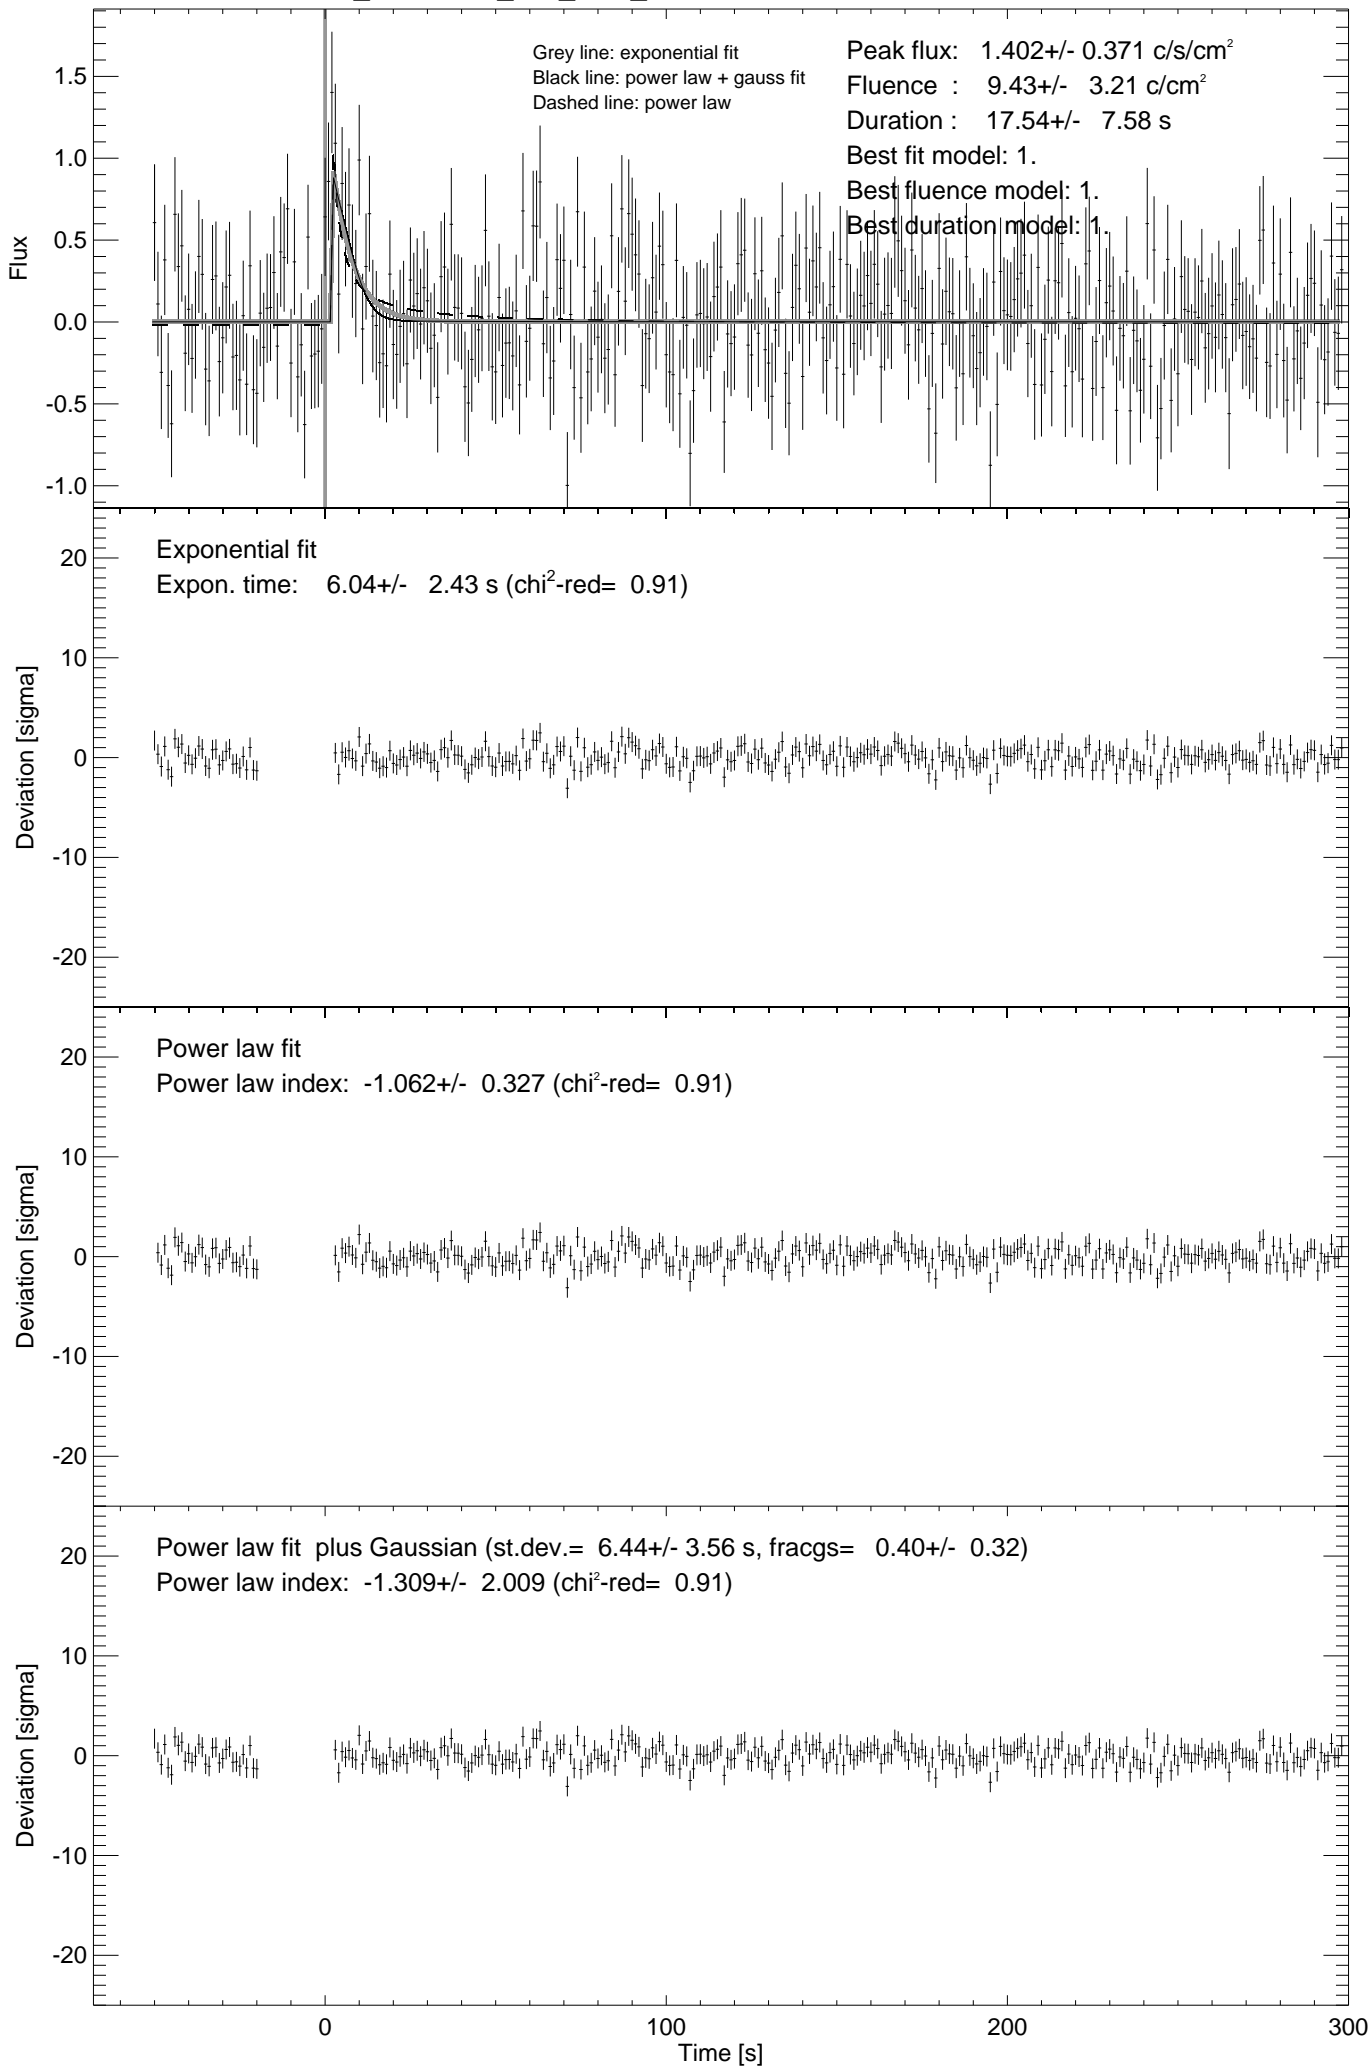 Grey line: exponential fit
Black line: power law + gauss fit
Dashed line: power law
Peak flux: 1.402+/- 0.371 c/s/cm²
Fluence : 9.43+/- 3.21 c/cm²
Duration : 17.54+/- 7.58 s
Best fit model: 1.
Best fluence model: 1.
Best duration model: 1.
Flux
1.5
1.0
0.5
0.0
-0.5
-1.0
Exponential fit
Expon. time: 6.04+/- 2.43 s (chi²-red= 0.91)
Deviation [sigma]
20
10
0
-10
-20
Power law fit
Power law index: -1.062+/- 0.327 (chi²-red= 0.91)
Deviation [sigma]
20
10
0
-10
-20
Power law fit plus Gaussian (st.dev.= 6.44+/- 3.56 s, fracgs= 0.40+/- 0.32)
Power law index: -1.309+/- 2.009 (chi²-red= 0.91)
Deviation [sigma]
20
10
0
-10
-20
0 100 200 300
Time [s]